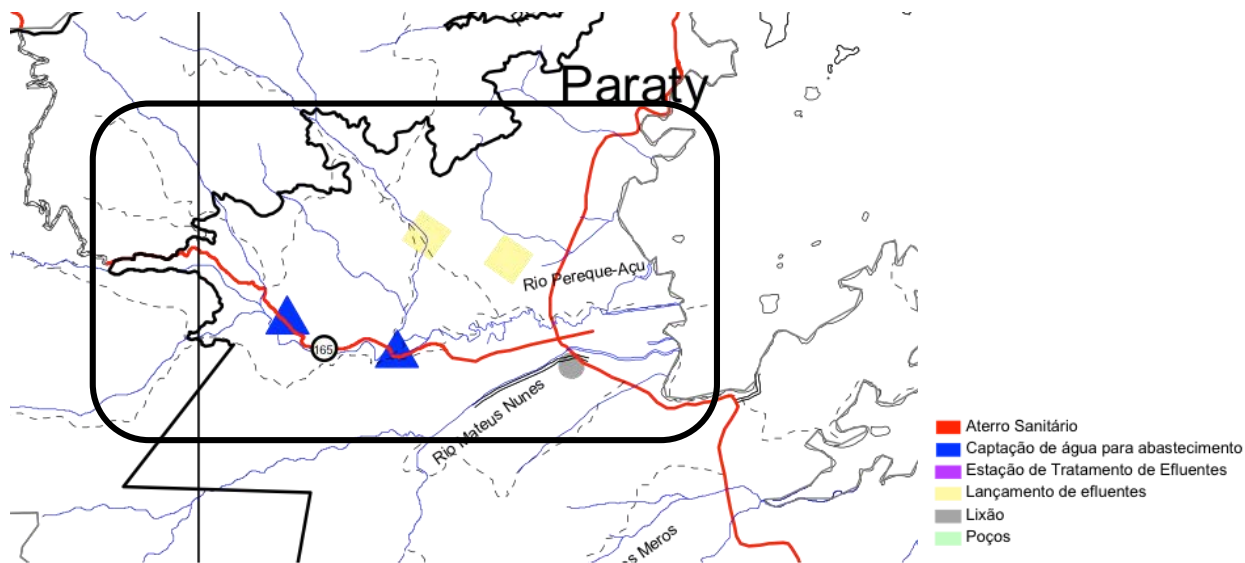 Paraty
Rio Pereque-Açu
165
Rio Mateus Nunes
Meros
Aterro Sanitário
Captação de água para abastecimento
Estação de Tratamento de Efluentes
Lançamento de efluentes
Lixão
Poços